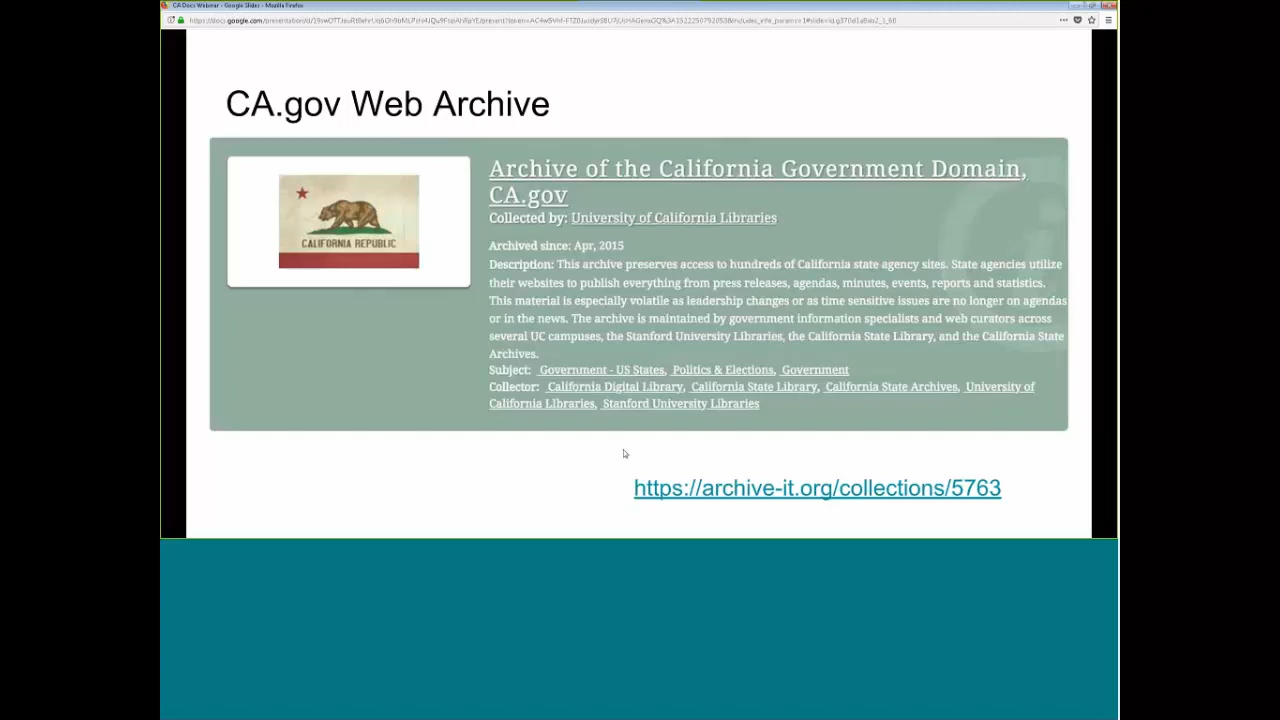 CA Docs Webinar - Google Slides - Mozilla Firefox
CA.gov Web Archive
CALIFORNIA REPUBLIC
Archive of the California Government Domain,
CA.gov
Collected by: University of California Libraries
Archived since: Apr, 2015
Description: This archive preserves access to hundreds of California state agency sites. State agencies utilize
their websites to publish everything from press releases, agendas, minutes, events, reports and statistics.
This material is especially volatile as leadership changes or as time sensitive issues are no longer on agendas
or in the news. The archive is maintained by government information specialists and web curators across
several UC campuses, the Stanford University Libraries, the California State Library, and the California State
Archives.
Subject: Government - US States, Politics & Elections, Government
Collector: California Digital Library, California State Library, California State Archives, University of
California Libraries, Stanford University Libraries
https://archive-it.org/collections/5763